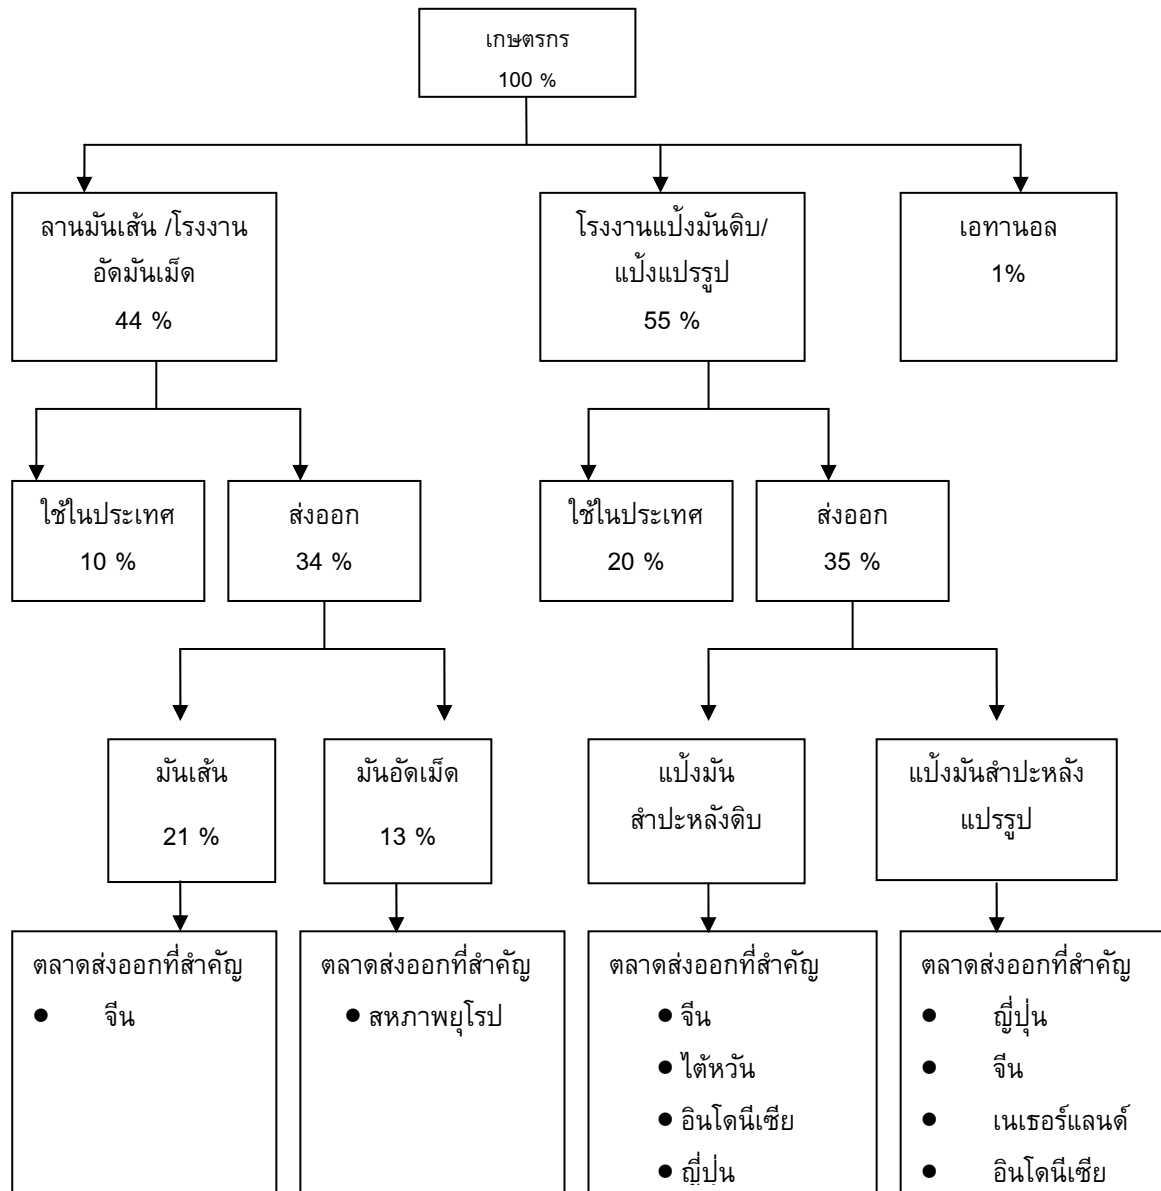 เกษตรกร
100 %
ลานมันเส้น /โรงงาน
อัดมันเม็ด
44 %
โรงงานแป้งมันดิบ/
แป้งแปรรูป
55 %
เอทานอล
1%
ใช้ในประเทศ
10 %
ส่งออก
34 %
ใช้ในประเทศ
20 %
ส่งออก
35 %
มันเส้น
21 %
มันอัดเม็ด
13 %
แป้งมัน
สำปะหลังดิบ
แป้งมันสำปะหลัง
แปรรูป
ตลาดส่งออกที่สำคัญ
● จีน
ตลาดส่งออกที่สำคัญ
● สหภาพยุโรป
ตลาดส่งออกที่สำคัญ
● จีน
● ไต้หวัน
● อินโดนีเซีย
● ญี่ปุ่น
ตลาดส่งออกที่สำคัญ
● ญี่ปุ่น
● จีน
● เนเธอร์แลนด์
● อินโดนีเซีย